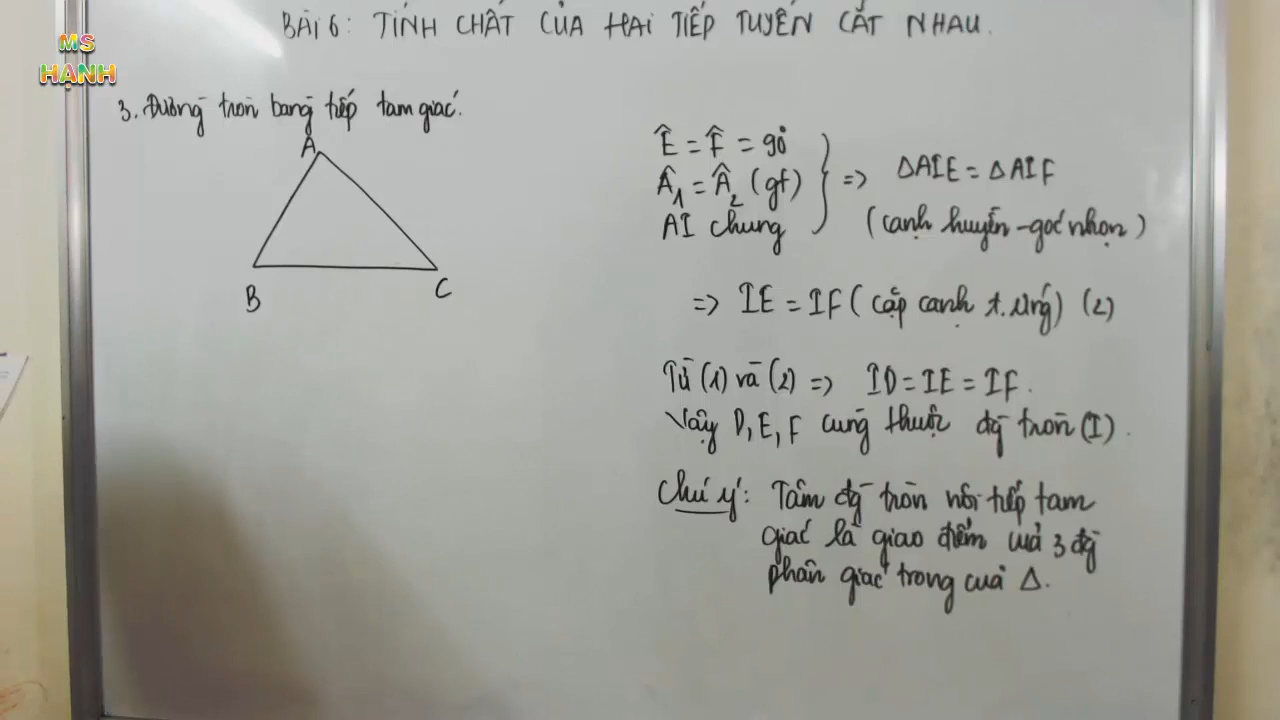 BÀI 6: TÍNH CHẤT CỦA HAI TIẾP TUYẾN CẮT NHAU.
MS
HẠNH
3. Đường tròn bàng tiếp tam giác.
A
B
C
Ê = F̂ = 90°
Â1 = Â2 (gt)
AI chung
=> ΔAIE = ΔAIF
(cạnh huyền - góc nhọn)
=> IE = IF (cặp cạnh t.ứng) (2)
Từ (1) và (2) => ID = IE = IF.
Vậy D, E, F cùng thuộc đg tròn (I).
Chú ý: Tâm đg tròn nội tiếp tam
giác là giao điểm của 3 đg
phân giác trong của Δ.